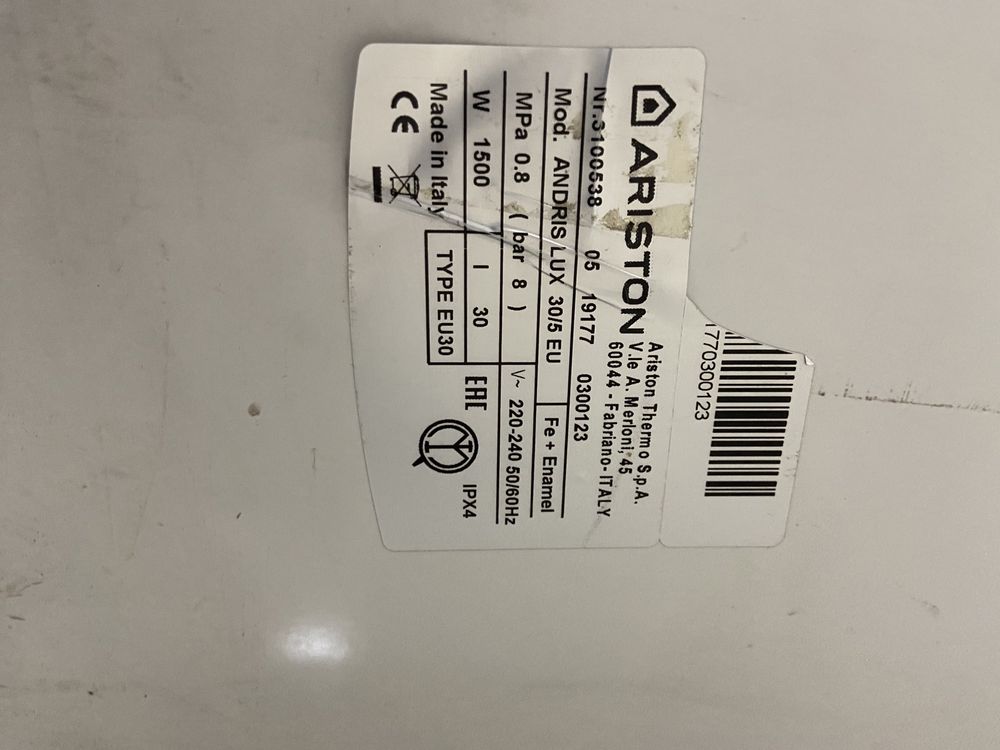 ARISTON
Ariston Thermo S.p.A.
V.le A. Merloni, 45
60044 - Fabriano - ITALY
Nr.3100538 05 19177 0300123
Mod. ANDRIS LUX 30/5 EU Fe + Enamel
MPa 0.8 ( bar 8 ) V~ 220-240 50/60Hz
W 1500 l 30 EAC IPX4
Made in Italy TYPE EU30
CE
1770300123